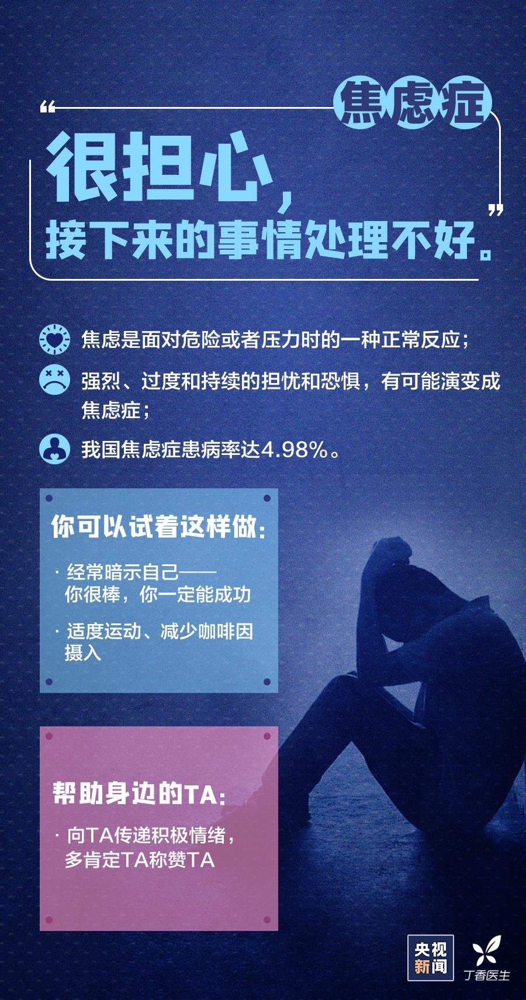 焦虑症
很担心，
接下来的事情处理不好。
焦虑是面对危险或者压力时的一种正常反应；
强烈、过度和持续的担忧和恐惧，有可能演变成
焦虑症；
我国焦虑症患病率达4.98%。
你可以试着这样做：
· 经常暗示自己——
你很棒，你一定能成功
· 适度运动、减少咖啡因
摄入
帮助身边的TA：
· 向TA传递积极情绪，
多肯定TA称赞TA
央视
新闻
丁香医生